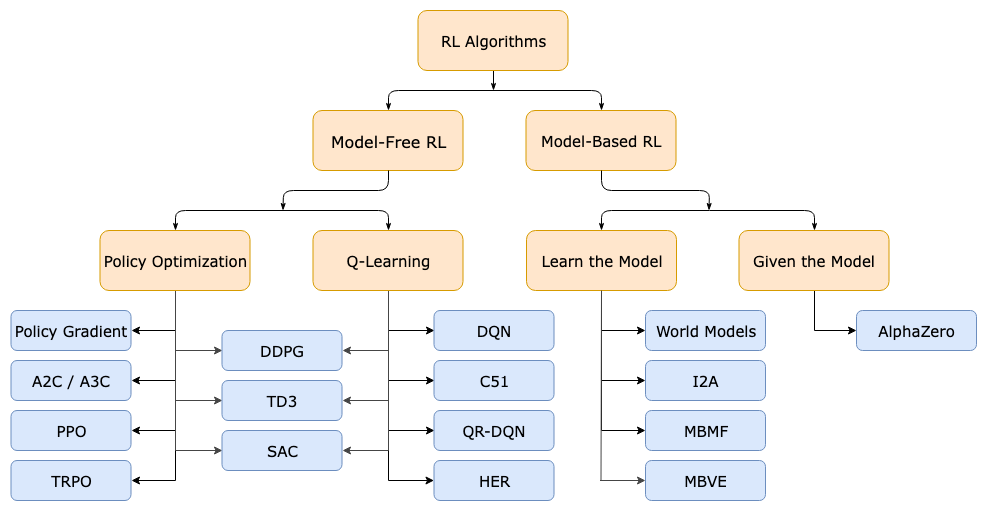 RL Algorithms
Model-Free RL
Model-Based RL
Policy Optimization
Q-Learning
Learn the Model
Given the Model
Policy Gradient
A2C / A3C
PPO
TRPO
DDPG
TD3
SAC
DQN
C51
QR-DQN
HER
World Models
I2A
MBMF
MBVE
AlphaZero